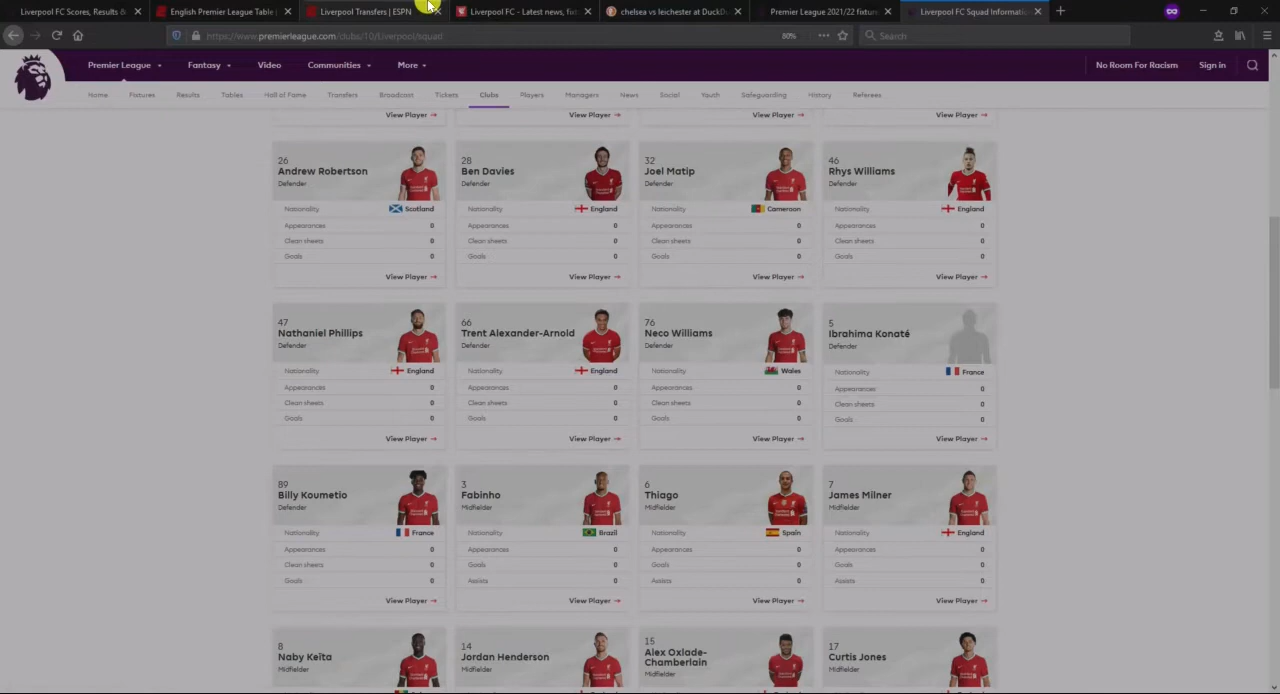 Liverpool FC Scores, Results &
English Premier League Table |
Liverpool Transfers | ESPN
Liverpool FC - Latest news, fix
chelsea vs leichester at DuckDu
Premier League 2021/22 fixtur
Liverpool FC Squad Informati
https://www.premierleague.com/clubs/10/Liverpool/squad
80%
Search
Premier League
Fantasy
Video
Communities
More
No Room For Racism
Sign in
Home
Fixtures
Results
Tables
Hall of Fame
Transfers
Broadcast
Tickets
Clubs
Players
Managers
News
Social
Youth
Safeguarding
History
Referees
View Player →
View Player →
View Player →
View Player →
26
Andrew Robertson
Defender
Nationality Scotland
Appearances 0
Clean sheets 0
Goals 0
View Player →
28
Ben Davies
Defender
Nationality England
Appearances 0
Clean sheets 0
Goals 0
View Player →
32
Joel Matip
Defender
Nationality Cameroon
Appearances 0
Clean sheets 0
Goals 0
View Player →
46
Rhys Williams
Defender
Nationality England
Appearances 0
Clean sheets 0
Goals 0
View Player →
47
Nathaniel Phillips
Defender
Nationality England
Appearances 0
Clean sheets 0
Goals 0
View Player →
66
Trent Alexander-Arnold
Defender
Nationality England
Appearances 0
Clean sheets 0
Goals 0
View Player →
76
Neco Williams
Defender
Nationality Wales
Appearances 0
Clean sheets 0
Goals 0
View Player →
5
Ibrahima Konaté
Defender
Nationality France
Appearances 0
Clean sheets 0
Goals 0
View Player →
89
Billy Koumetio
Defender
Nationality France
Appearances 0
Clean sheets 0
Goals 0
View Player →
3
Fabinho
Midfielder
Nationality Brazil
Appearances 0
Goals 0
Assists 0
View Player →
6
Thiago
Midfielder
Nationality Spain
Appearances 0
Goals 0
Assists 0
View Player →
7
James Milner
Midfielder
Nationality England
Appearances 0
Goals 0
Assists 0
View Player →
8
Naby Keïta
Midfielder
14
Jordan Henderson
Midfielder
15
Alex Oxlade-
Chamberlain
Midfielder
17
Curtis Jones
Midfielder